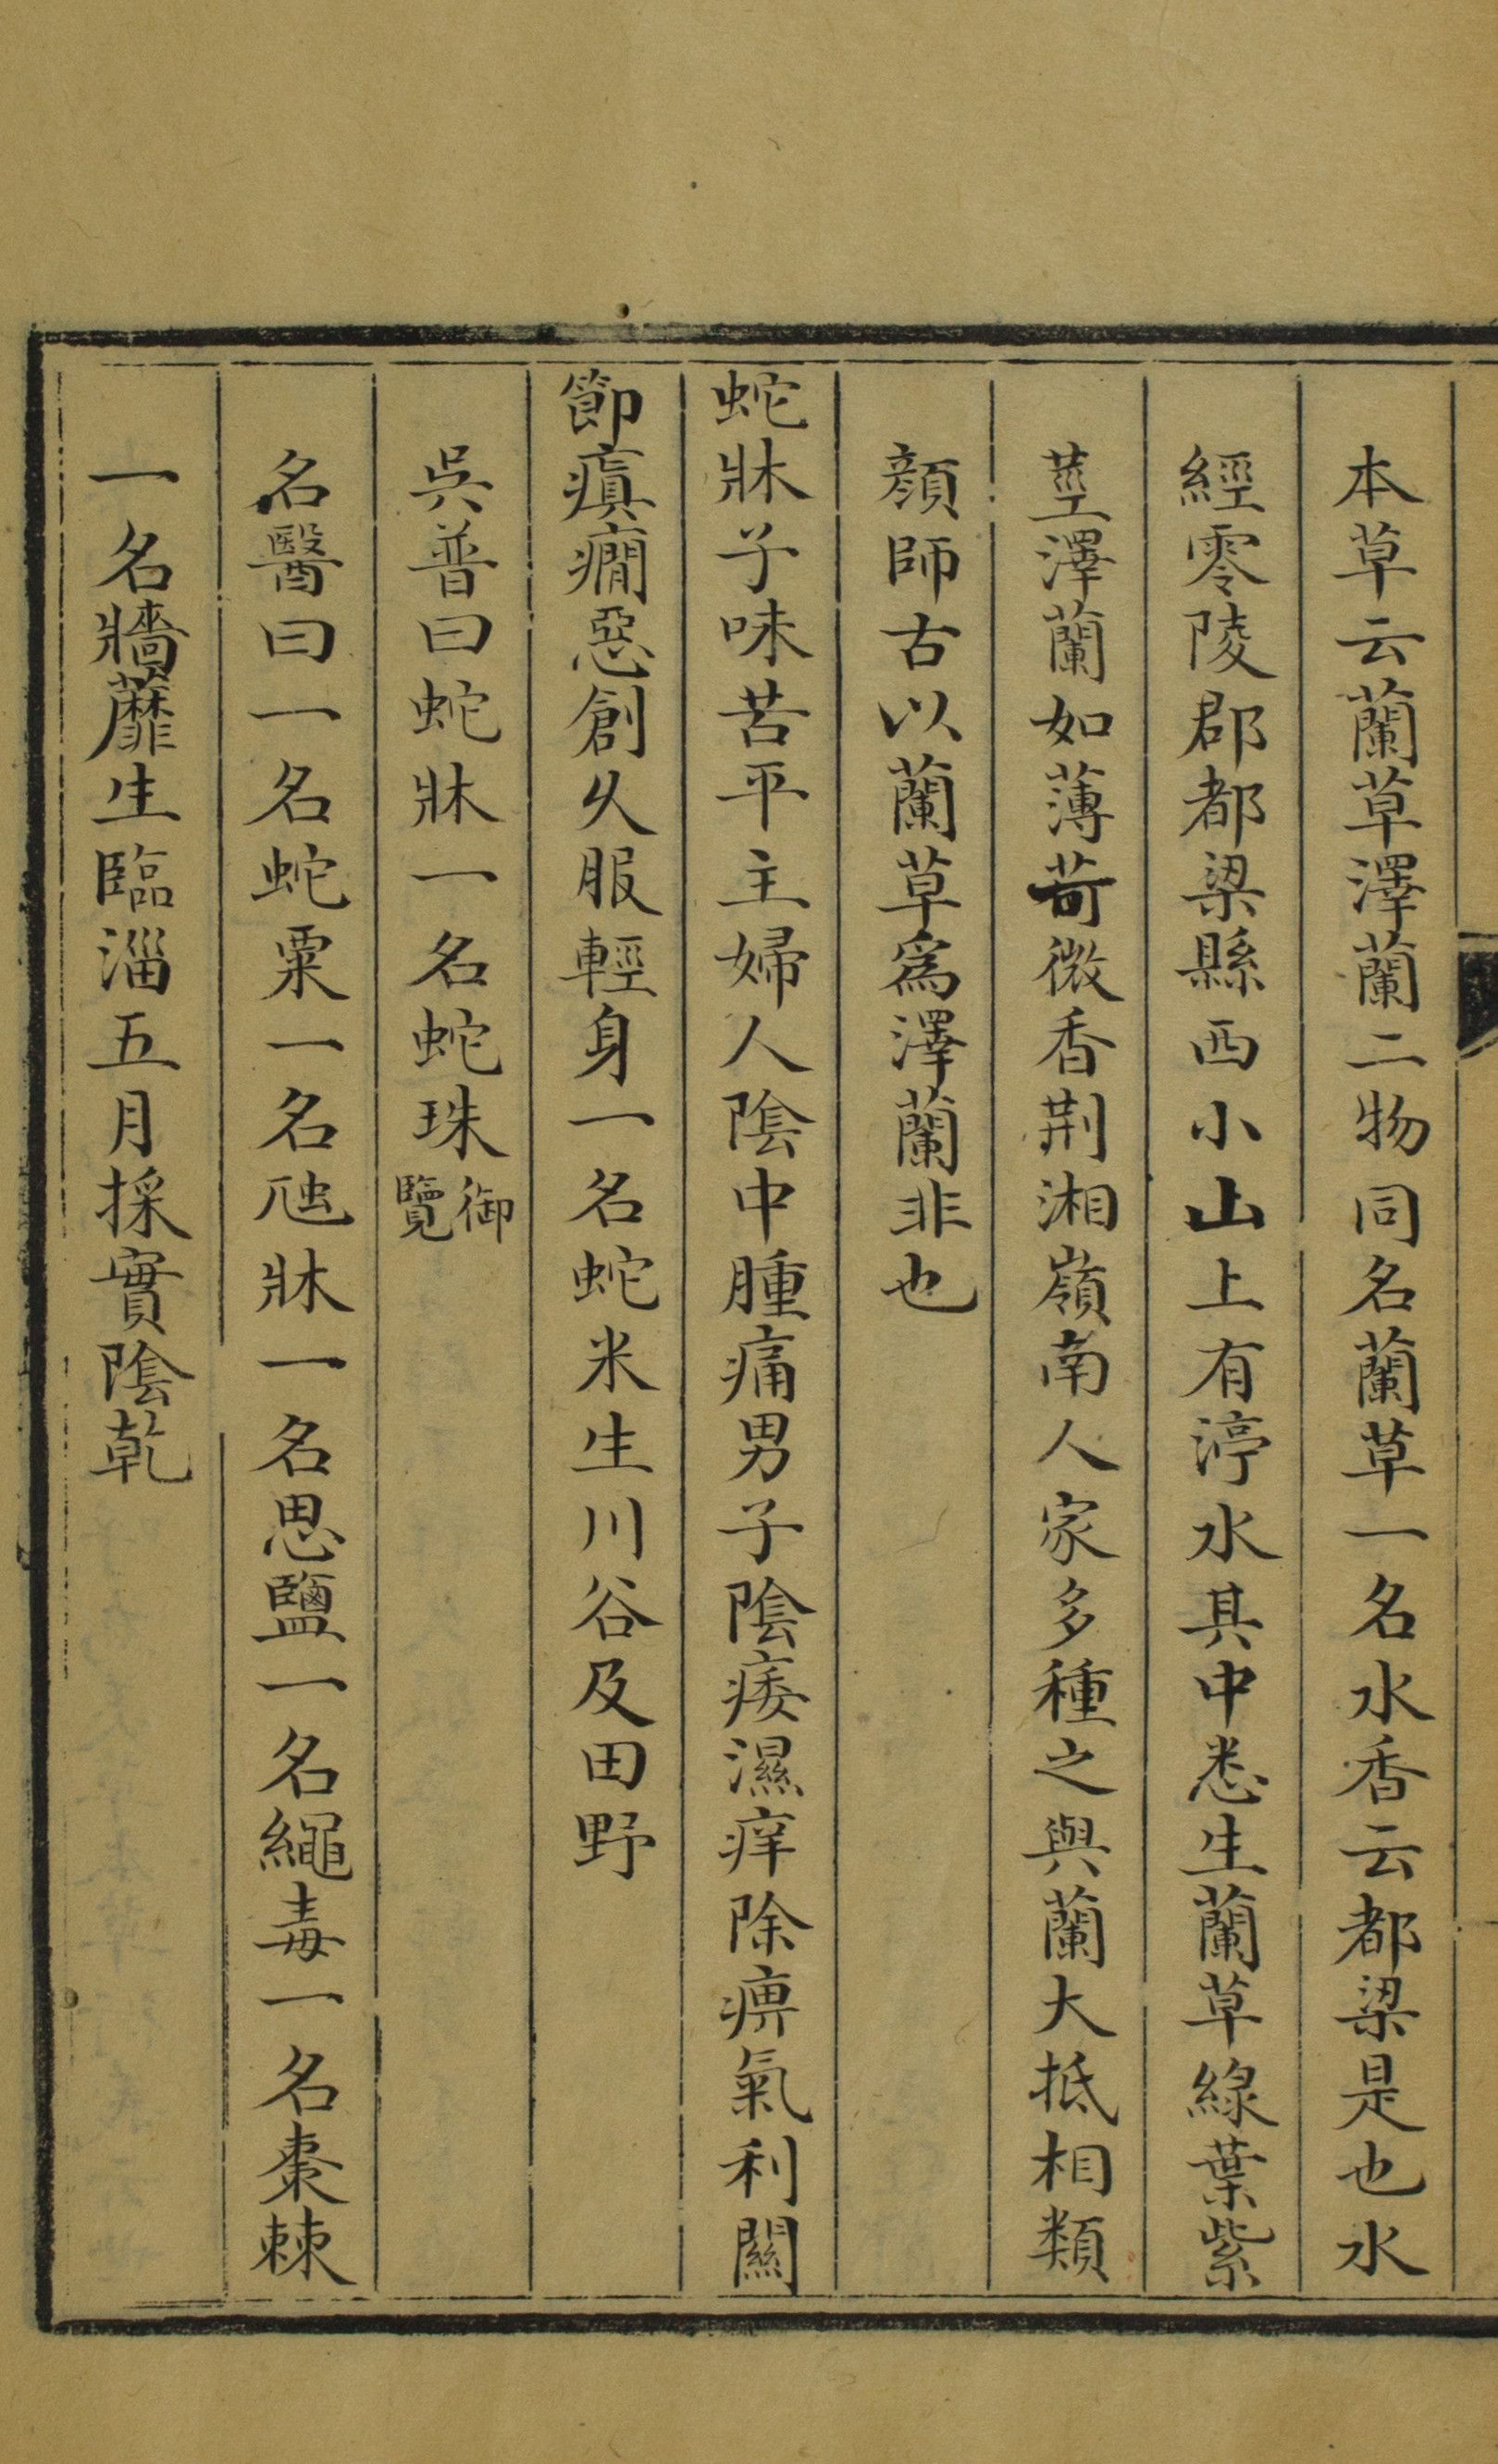 本草云蘭草澤蘭二物同名蘭草一名水香云都梁是也水
經零陵郡都梁縣西小山上有渟水其中悉生蘭草綠葉紫
莖澤蘭如薄苛微香荆湘嶺南人家多種之與蘭大抵相類
顏師古以蘭草爲澤蘭非也
蛇牀子味苦平主婦人陰中腫痛男子陰痿濕痒除痹氣利關
節癲癇惡創久服輕身一名蛇米生川谷及田野
吳普曰蛇牀一名蛇珠御覽
名醫曰一名蛇粟一名虺牀一名思鹽一名繩毒一名棗棘
一名牆蘼生臨淄五月採實陰乾